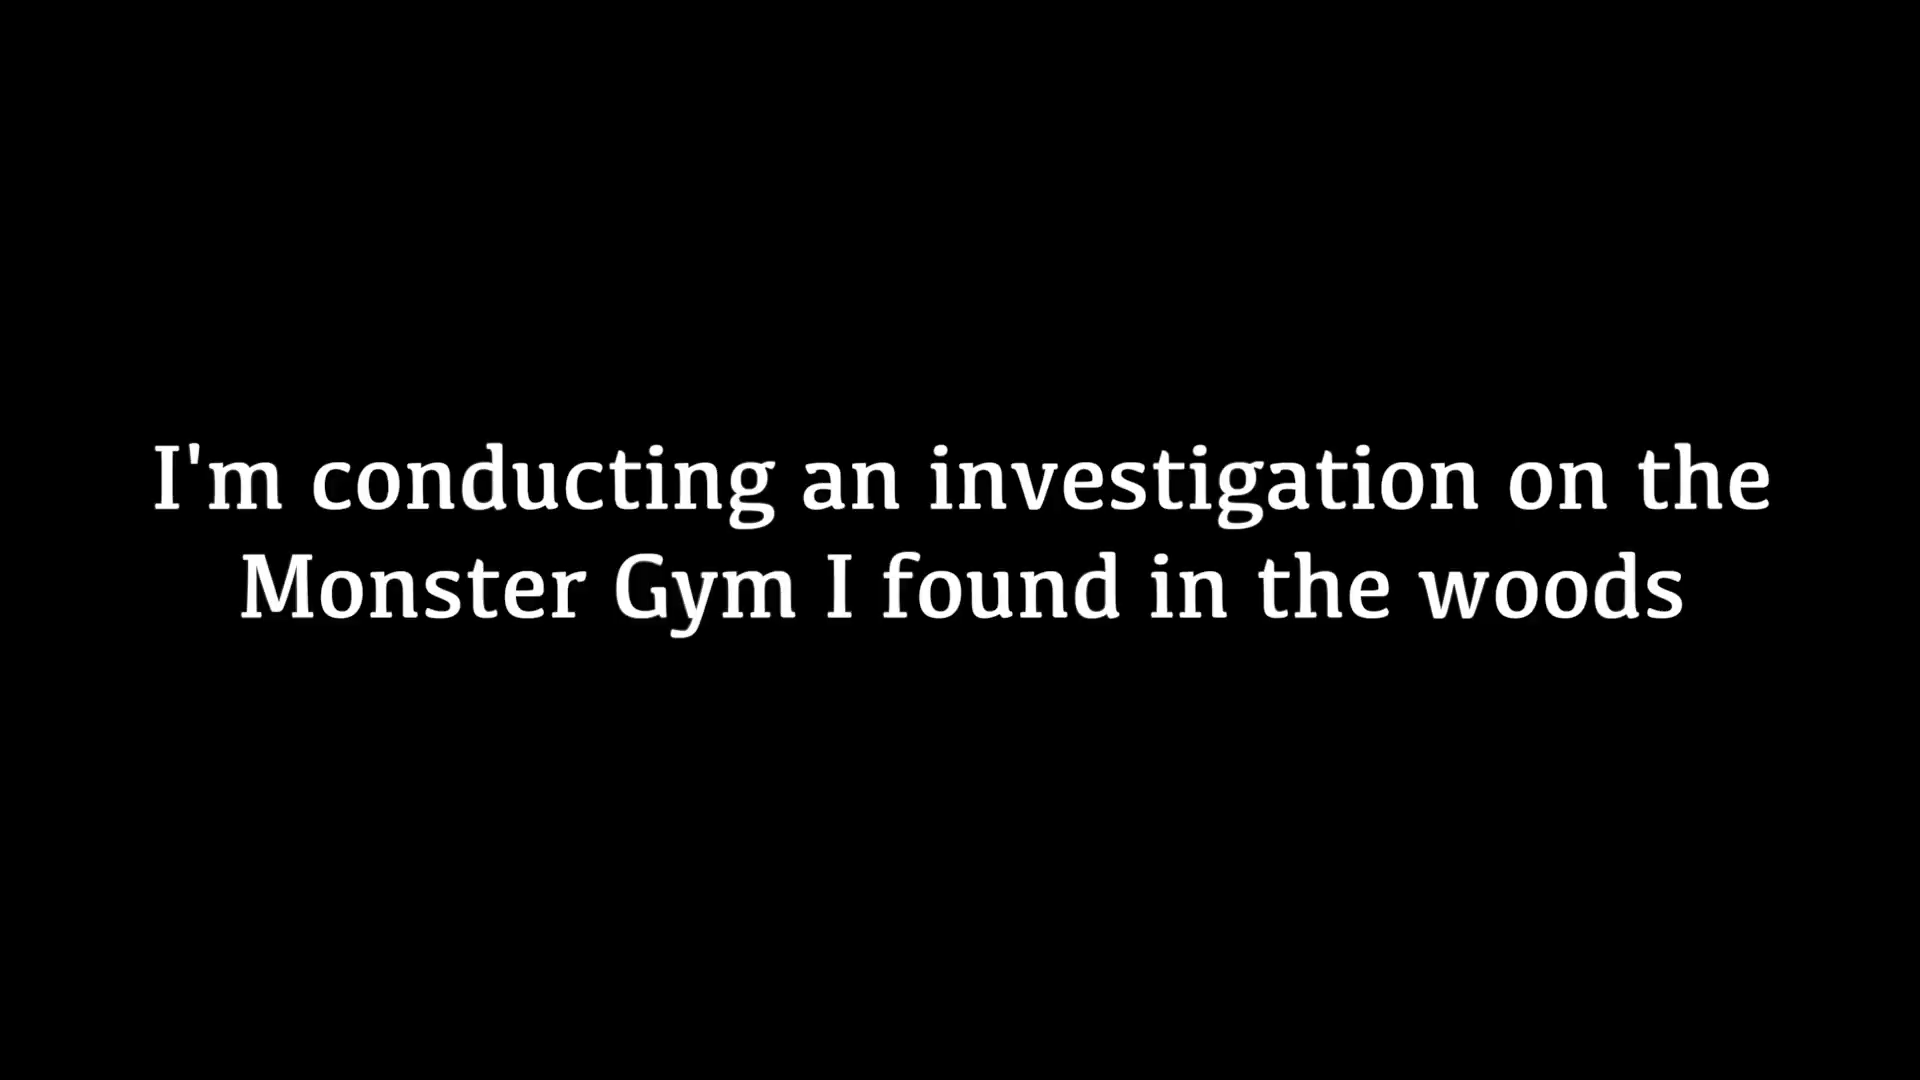 I'm conducting an investigation on the
Monster Gym I found in the woods